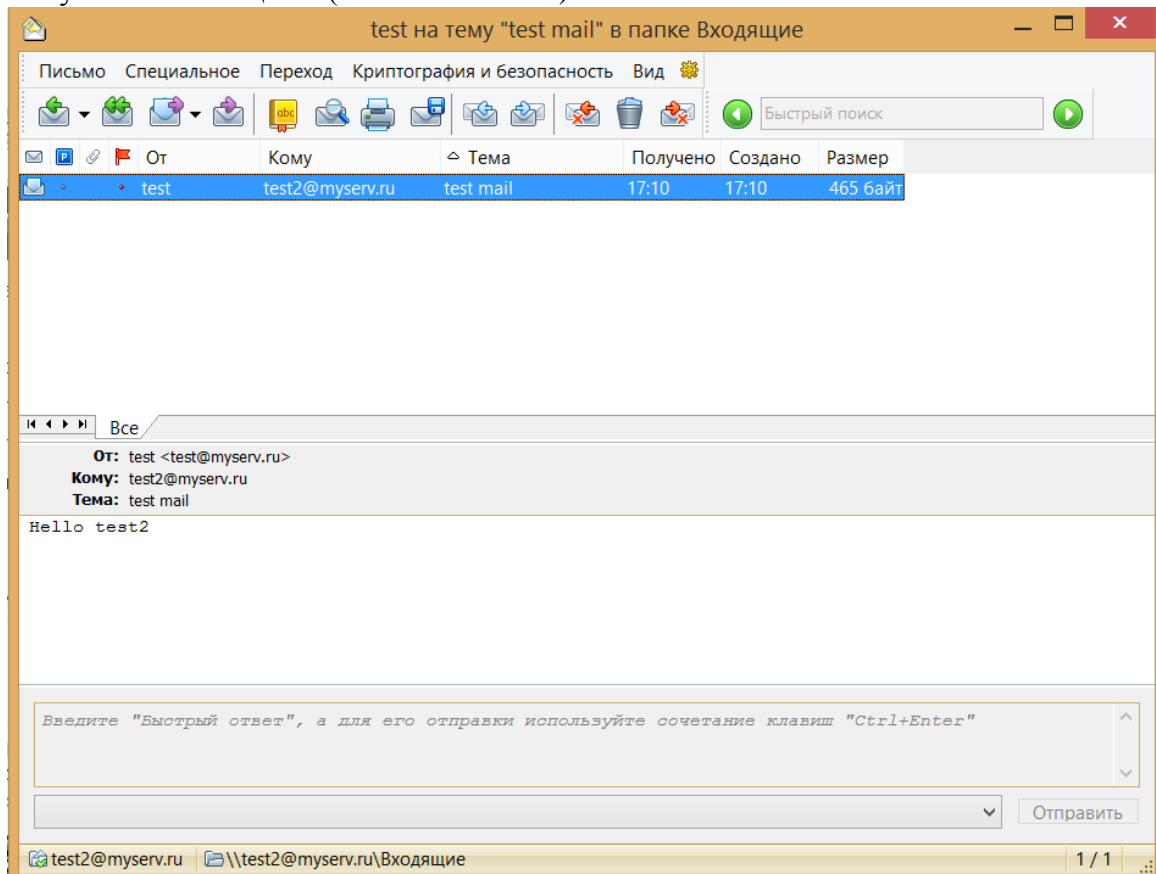 test на тему "test mail" в папке Входящие
Письмо Специальное Переход Криптография и безопасность Вид
abc Быстрый поиск
P От Кому Тема Получено Создано Размер
test test2@myserv.ru test mail 17:10 17:10 465 байт
Все
От: test <test@myserv.ru>
Кому: test2@myserv.ru
Тема: test mail
Hello test2
Введите "Быстрый ответ", а для его отправки используйте сочетание клавиш "Ctrl+Enter"
Отправить
test2@myserv.ru \\test2@myserv.ru\Входящие 1 / 1